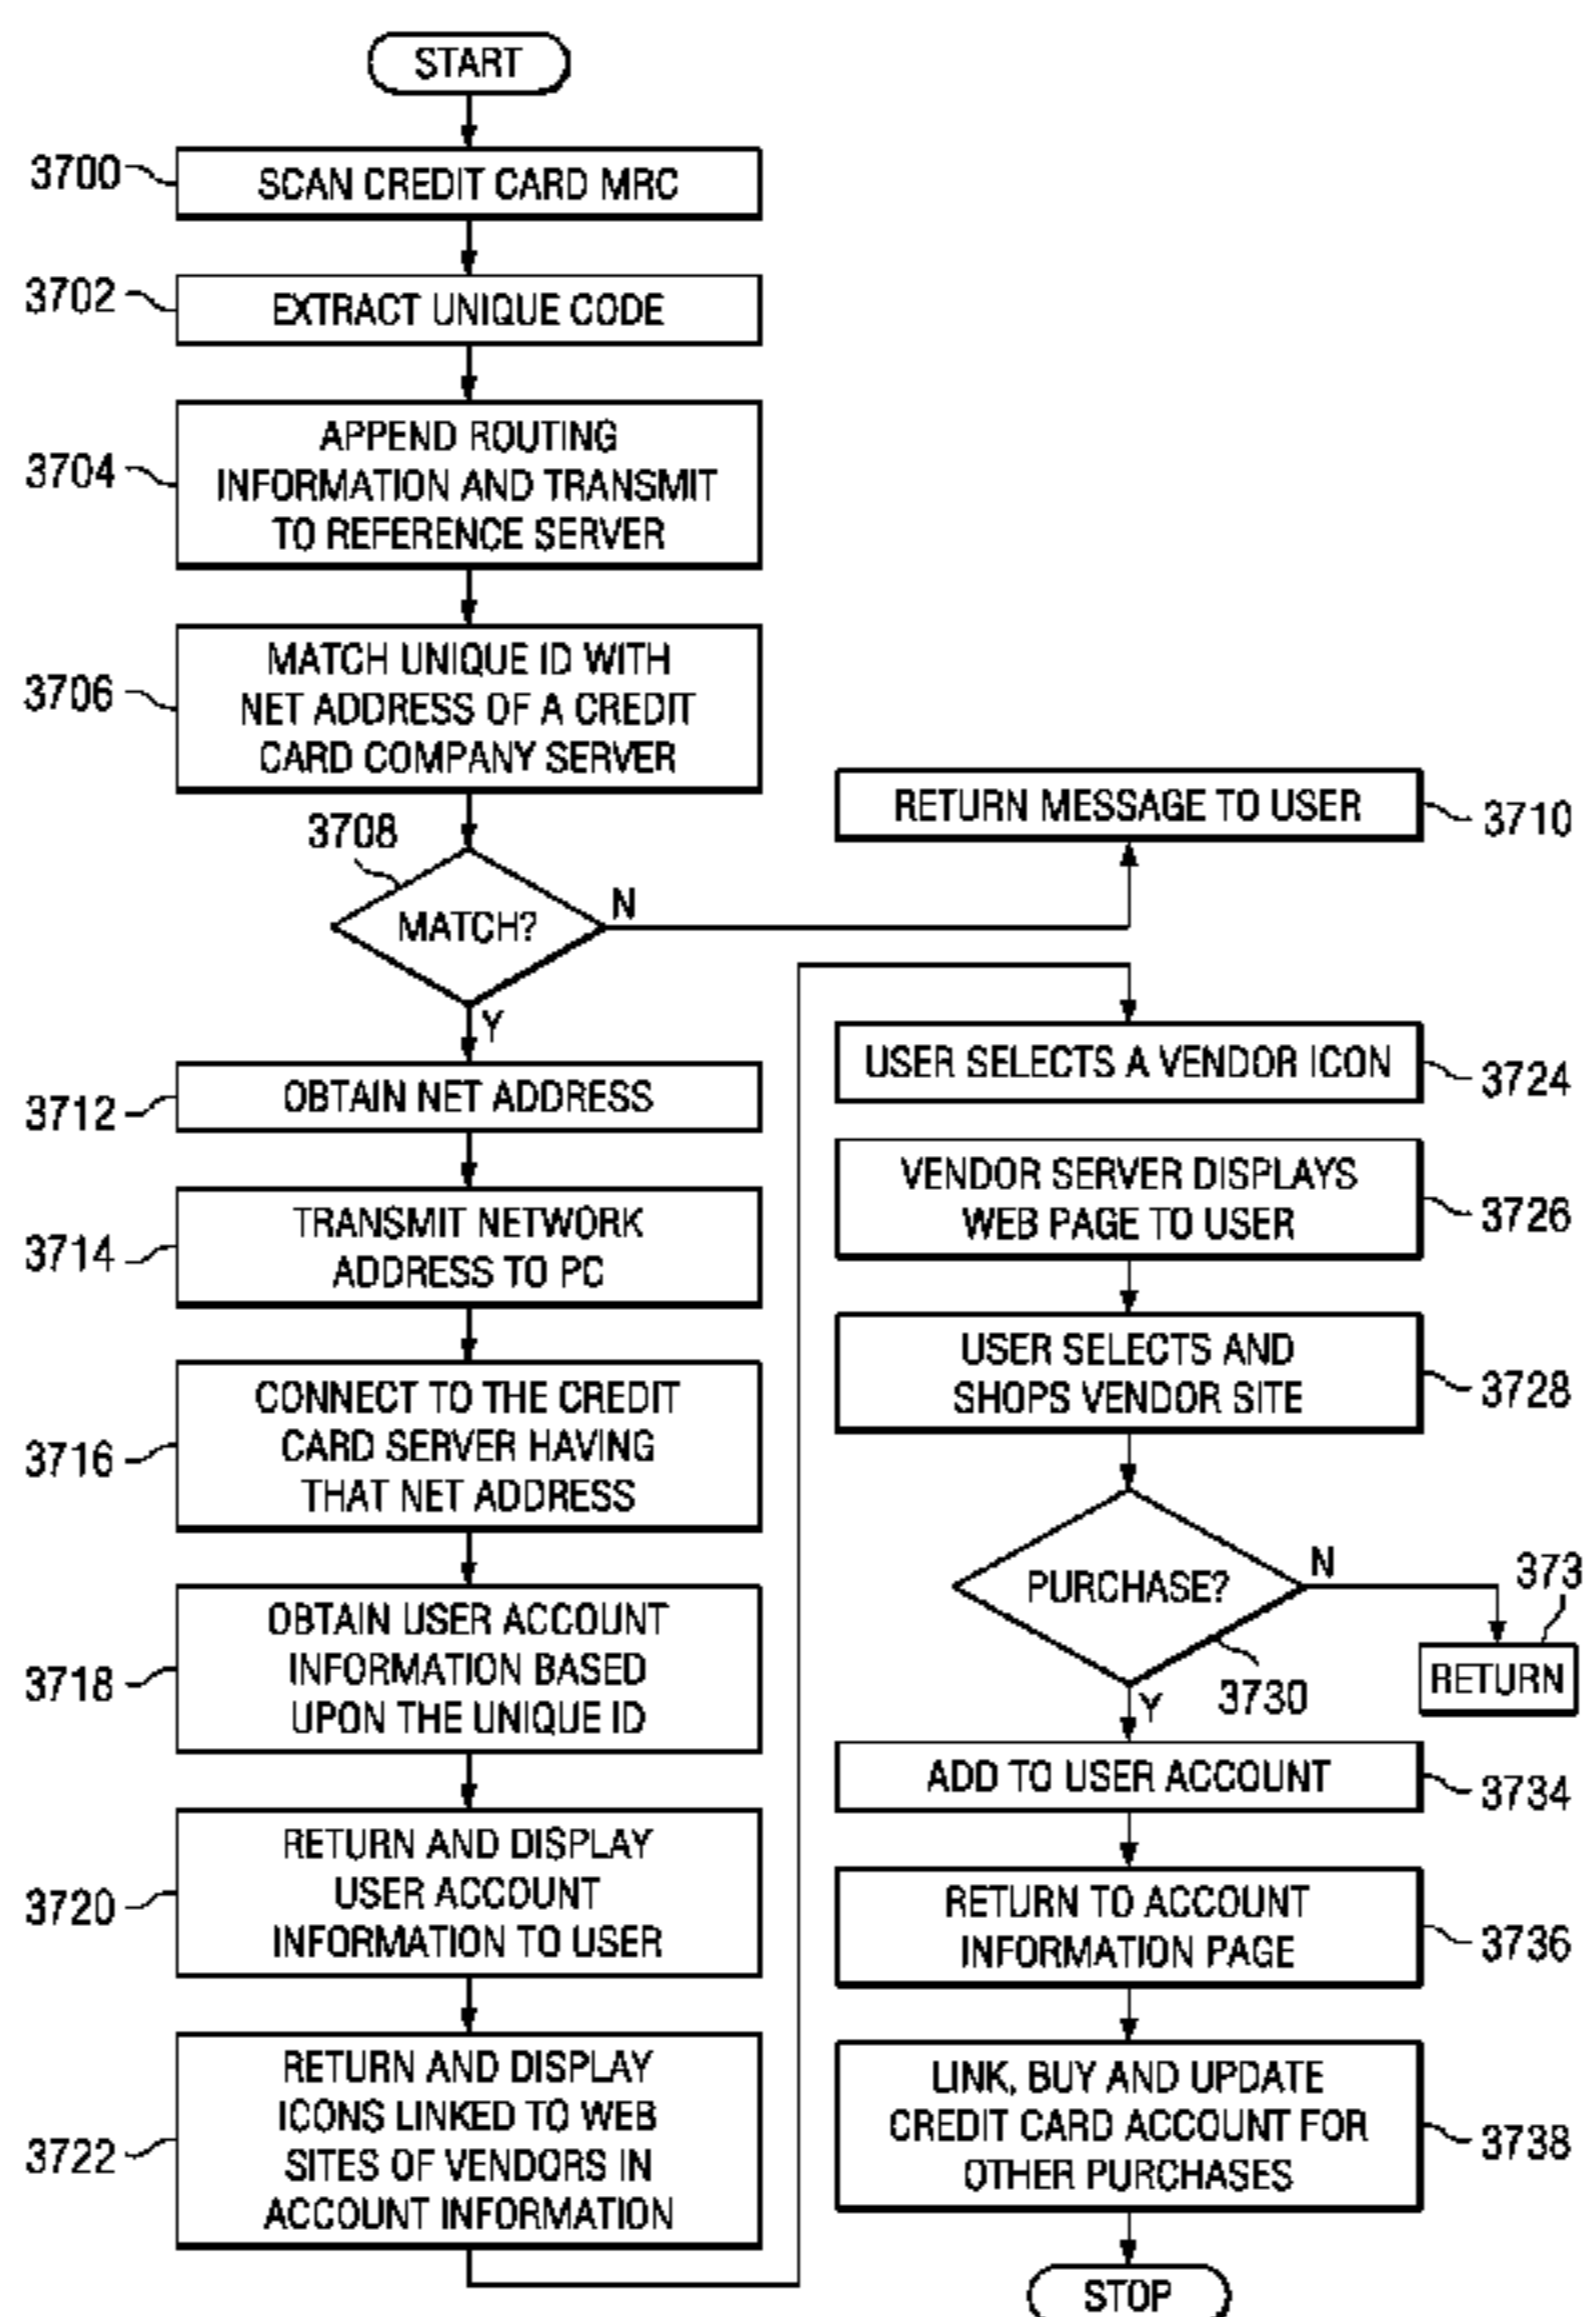 START
3700
SCAN CREDIT CARD MRC
3702
EXTRACT UNIQUE CODE
3704
APPEND ROUTING
INFORMATION AND TRANSMIT
TO REFERENCE SERVER
3706
MATCH UNIQUE ID WITH
NET ADDRESS OF A CREDIT
CARD COMPANY SERVER
3708
MATCH?
N
Y
RETURN MESSAGE TO USER
3710
3712
OBTAIN NET ADDRESS
3714
TRANSMIT NETWORK
ADDRESS TO PC
3716
CONNECT TO THE CREDIT
CARD SERVER HAVING
THAT NET ADDRESS
3718
OBTAIN USER ACCOUNT
INFORMATION BASED
UPON THE UNIQUE ID
3720
RETURN AND DISPLAY
USER ACCOUNT
INFORMATION TO USER
3722
RETURN AND DISPLAY
ICONS LINKED TO WEB
SITES OF VENDORS IN
ACCOUNT INFORMATION
USER SELECTS A VENDOR ICON
3724
VENDOR SERVER DISPLAYS
WEB PAGE TO USER
3726
USER SELECTS AND
SHOPS VENDOR SITE
3728
PURCHASE?
N
373
RETURN
3730
Y
ADD TO USER ACCOUNT
3734
RETURN TO ACCOUNT
INFORMATION PAGE
3736
LINK, BUY AND UPDATE
CREDIT CARD ACCOUNT FOR
OTHER PURCHASES
3738
STOP